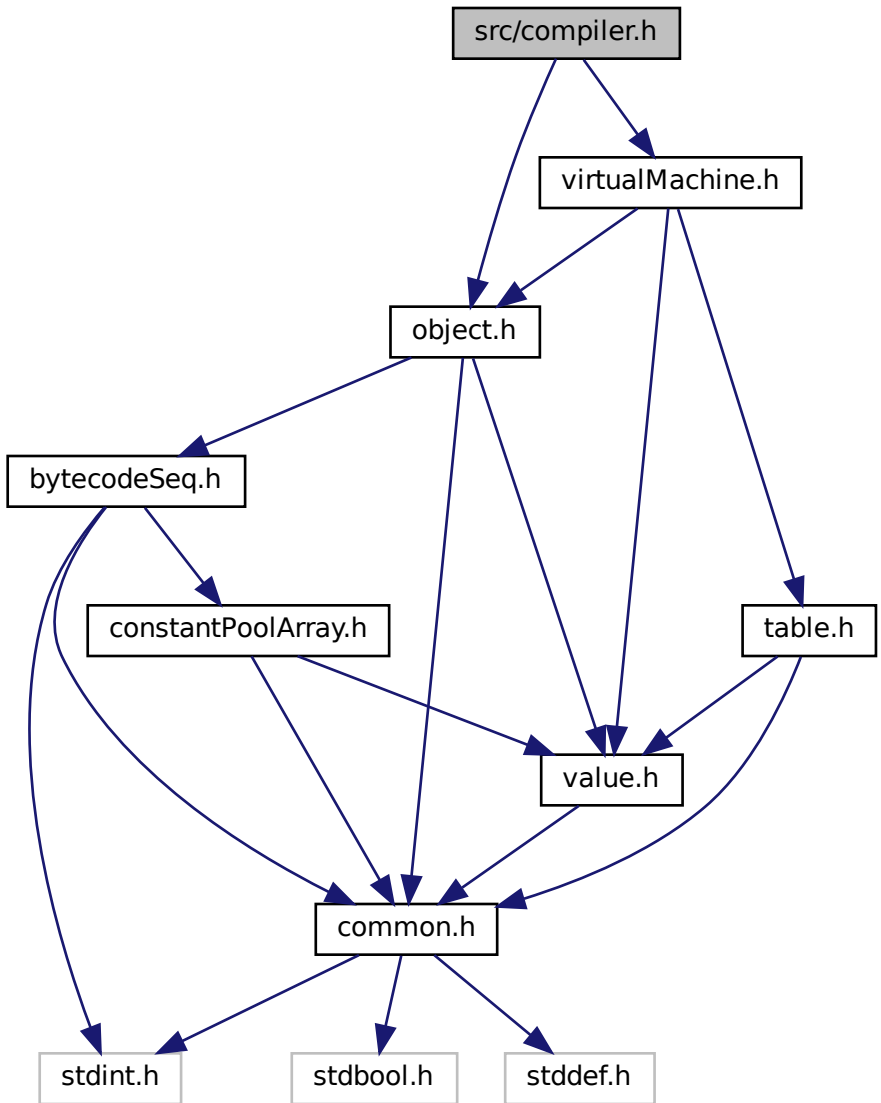 src/compiler.h
virtualMachine.h
object.h
bytecodeSeq.h
constantPoolArray.h
table.h
value.h
common.h
stdint.h
stdbool.h
stddef.h